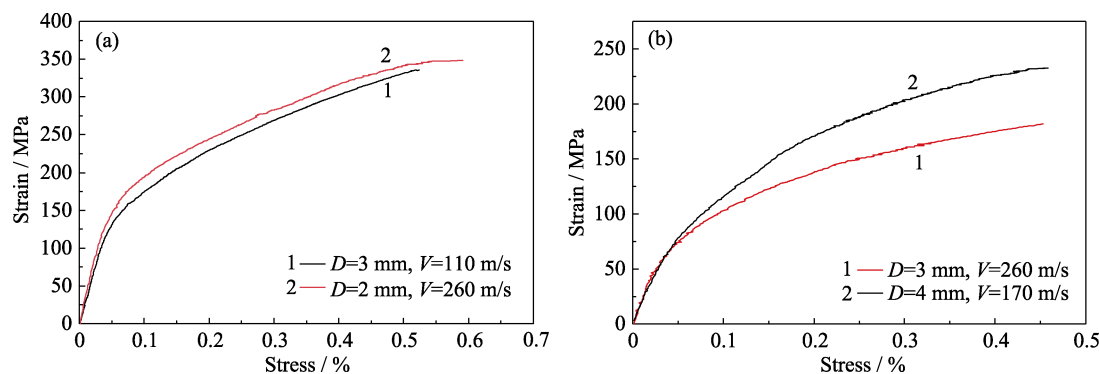 (a)
Strain / MPa
400
350
300
250
200
150
100
50
0
2
1
1 D=3 mm, V=110 m/s
2 D=2 mm, V=260 m/s
0 0.1 0.2 0.3 0.4 0.5 0.6 0.7
Stress / %
(b)
Strain / MPa
250
200
150
100
50
0
2
1
1 D=3 mm, V=260 m/s
2 D=4 mm, V=170 m/s
0 0.1 0.2 0.3 0.4 0.5
Stress / %